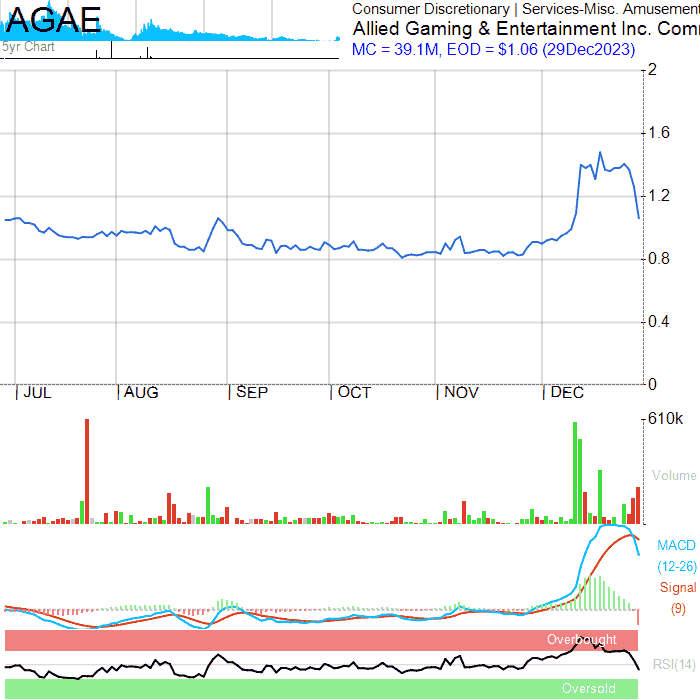 AGAE
5yr Chart
Consumer Discretionary | Services-Misc. Amusement
Allied Gaming & Entertainment Inc. Com
MC = 39.1M, EOD = $1.06 (29Dec2023)
2
1.6
1.2
0.8
0.4
0
| JUL | AUG | SEP | OCT | NOV | DEC
610k
Volume
MACD
(12-26)
Signal
(9)
Overbought
RSI(14)
Oversold